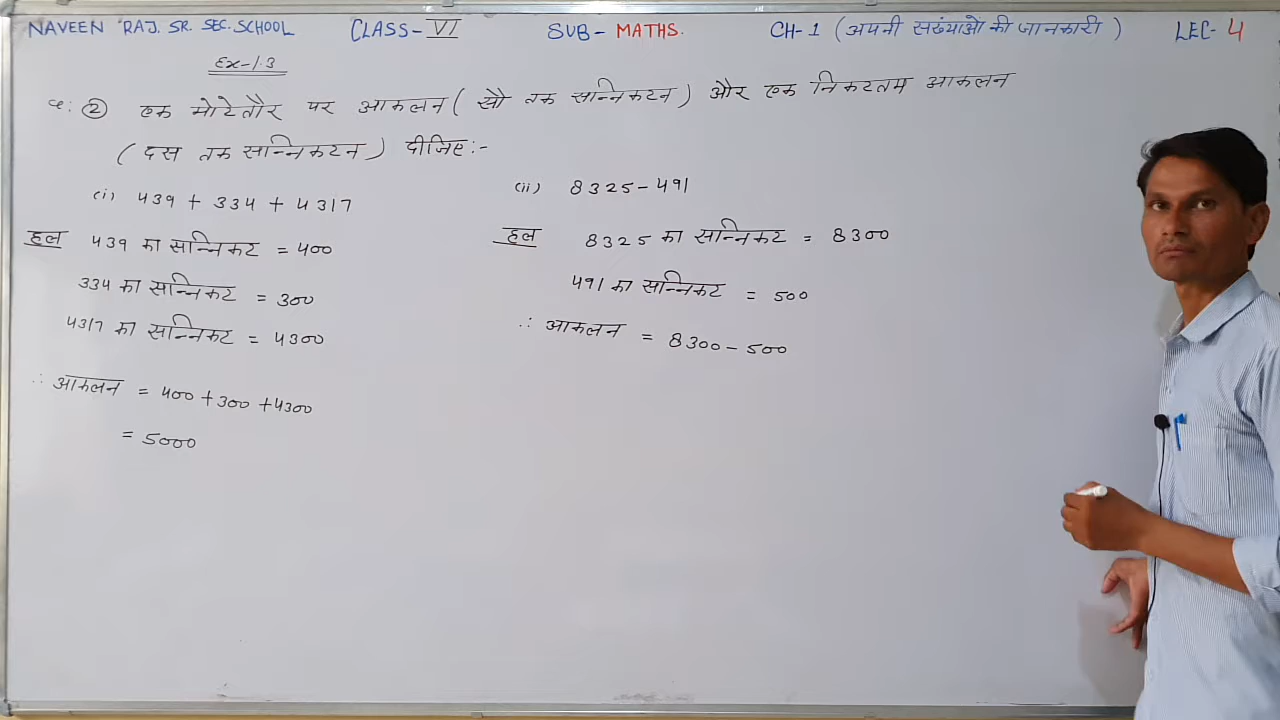 NAVEEN RAJ. SR. SEC. SCHOOL CLASS-VI SUB- MATHS. CH-1 (अपनी संख्याओं की जानकारी) LEC- 4
Ex-1.3
② एक मोटेतौर पर आकलन (सौ तक सन्निकटन) और एक निकटतम आकलन
(दस तक सन्निकटन) दीजिए:-
(i) 439 + 334 + 4317
हल 439 का सन्निकट = 400
334 का सन्निकट = 300
4317 का सन्निकट = 4300
∴ आकलन = 400 + 300 + 4300
= 5000
(ii) 8325 - 491
हल 8325 का सन्निकट = 8300
491 का सन्निकट = 500
∴ आकलन = 8300 - 500